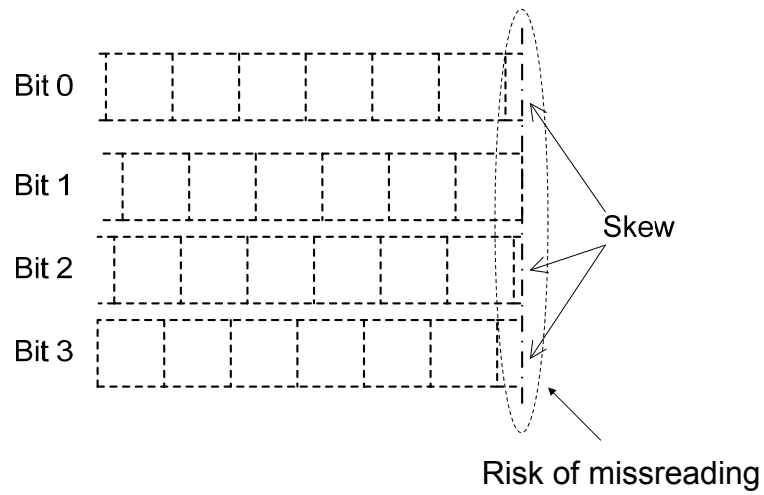 Bit 0
Bit 1
Skew
Bit 2
Bit 3
Risk of missreading